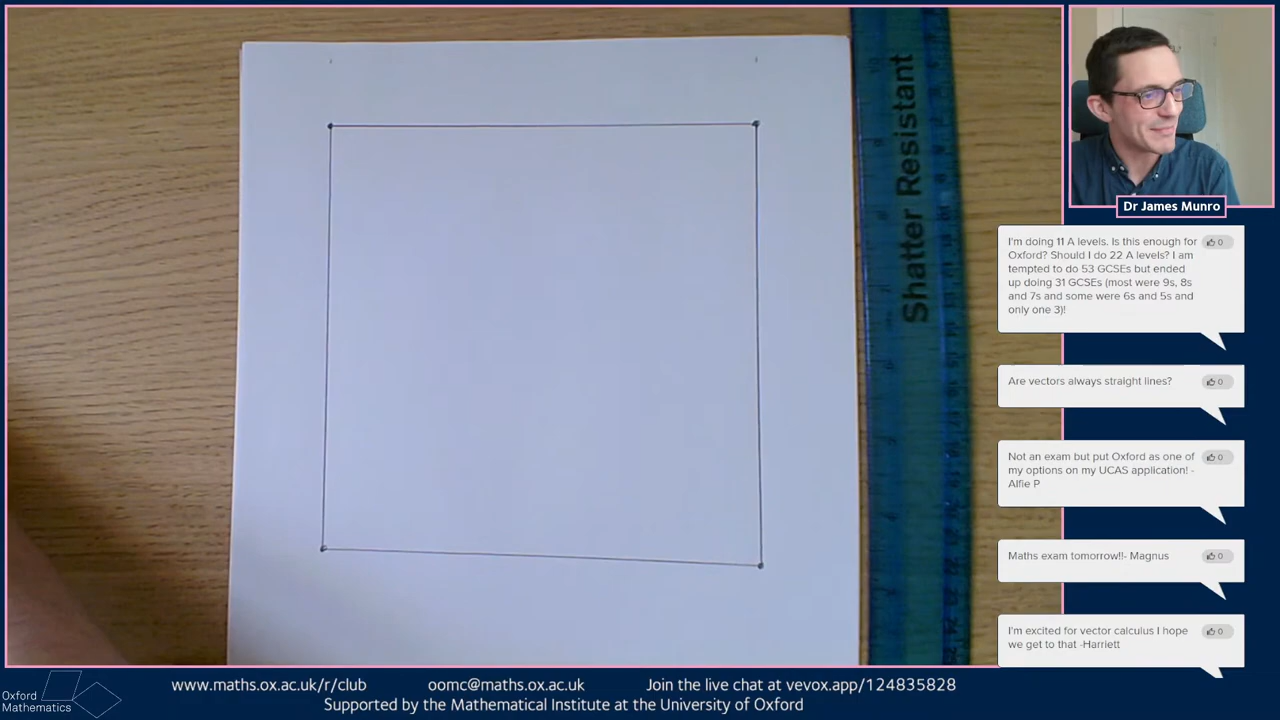 Shatter Resistant
Dr James Munro
I'm doing 11 A levels. Is this enough for
Oxford? Should I do 22 A levels? I am
tempted to do 53 GCSEs but ended
up doing 31 GCSEs (most were 9s, 8s
and 7s and some were 6s and 5s and
only one 3)!
0
Are vectors always straight lines?
0
Not an exam but put Oxford as one of
my options on my UCAS application! -
Alfie P
0
Maths exam tomorrow!!- Magnus
0
I'm excited for vector calculus I hope
we get to that -Harriett
0
Oxford
Mathematics
www.maths.ox.ac.uk/r/club
oomc@maths.ox.ac.uk
Join the live chat at vevox.app/124835828
Supported by the Mathematical Institute at the University of Oxford